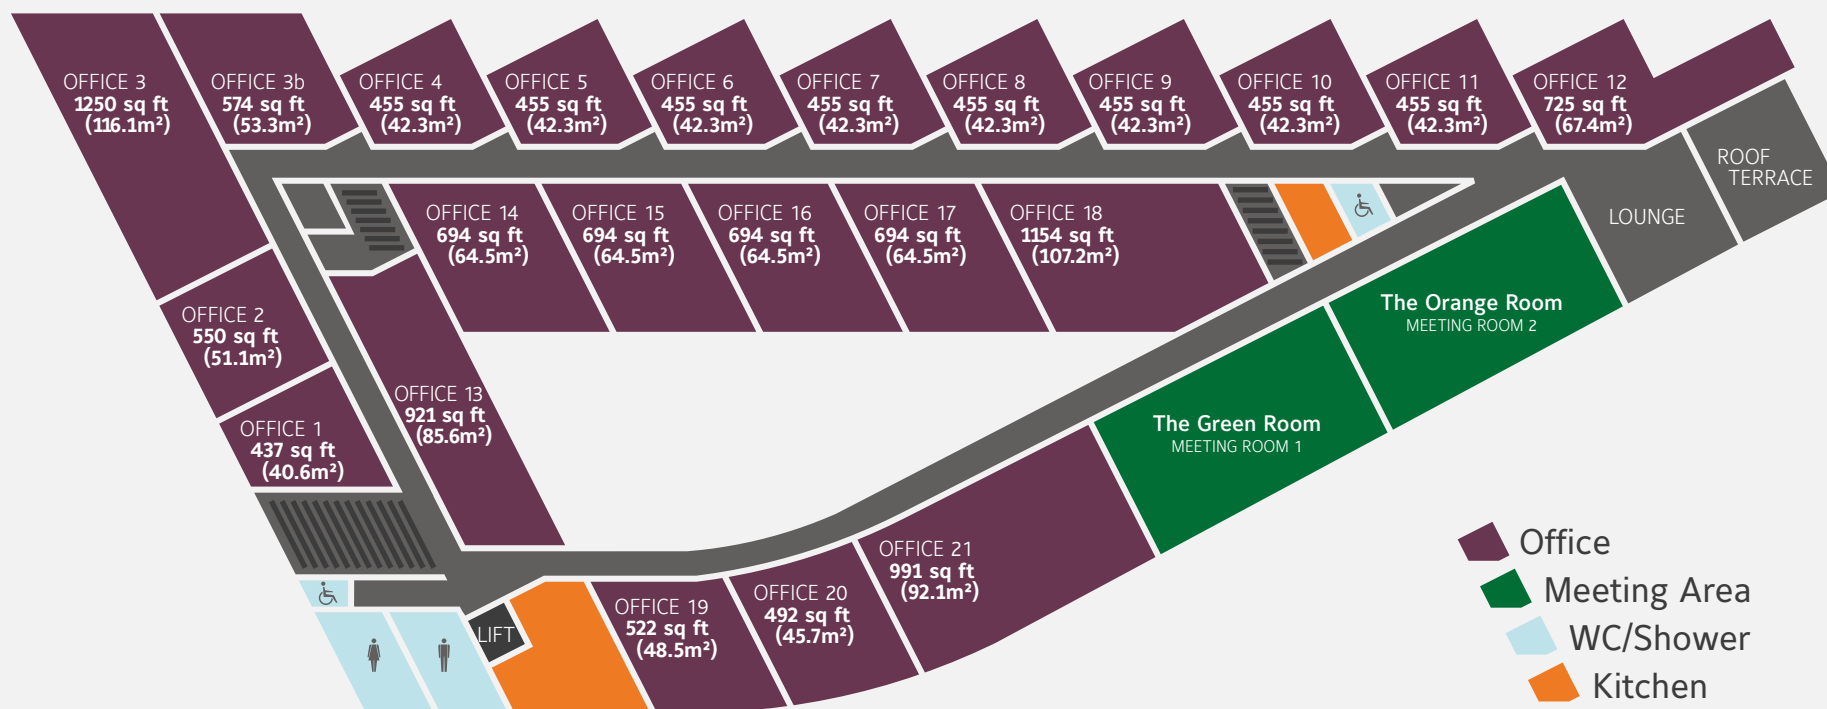 OFFICE 3
1250 sq ft
(116.1m²)
OFFICE 3b
574 sq ft
(53.3m²)
OFFICE 4
455 sq ft
(42.3m²)
OFFICE 5
455 sq ft
(42.3m²)
OFFICE 6
455 sq ft
(42.3m²)
OFFICE 7
455 sq ft
(42.3m²)
OFFICE 8
455 sq ft
(42.3m²)
OFFICE 9
455 sq ft
(42.3m²)
OFFICE 10
455 sq ft
(42.3m²)
OFFICE 11
455 sq ft
(42.3m²)
OFFICE 12
725 sq ft
(67.4m²)
ROOF
TERRACE
LOUNGE
OFFICE 14
694 sq ft
(64.5m²)
OFFICE 15
694 sq ft
(64.5m²)
OFFICE 16
694 sq ft
(64.5m²)
OFFICE 17
694 sq ft
(64.5m²)
OFFICE 18
1154 sq ft
(107.2m²)
OFFICE 2
550 sq ft
(51.1m²)
The Orange Room
MEETING ROOM 2
OFFICE 13
921 sq ft
(85.6m²)
OFFICE 1
437 sq ft
(40.6m²)
The Green Room
MEETING ROOM 1
OFFICE 21
991 sq ft
(92.1m²)
OFFICE 20
492 sq ft
(45.7m²)
OFFICE 19
522 sq ft
(48.5m²)
LIFT
Office
Meeting Area
WC/Shower
Kitchen